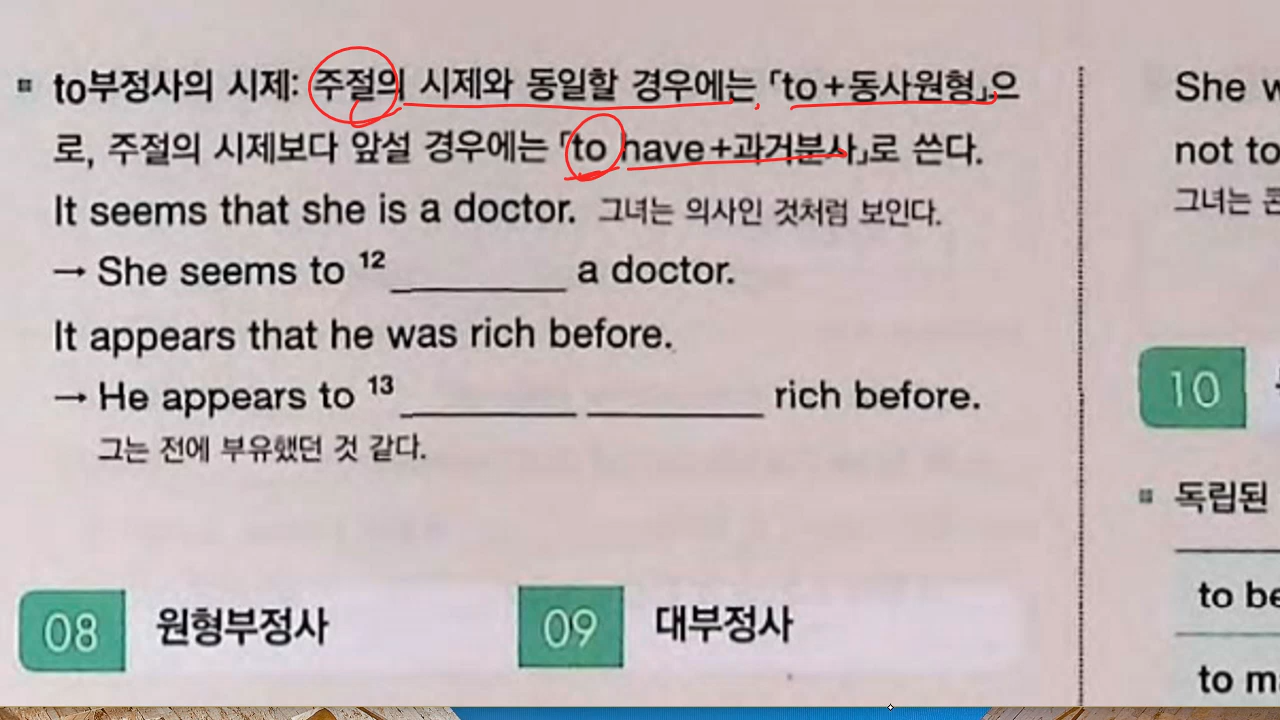 to부정사의 시제: 주절의 시제와 동일할 경우에는 「to+동사원형」으
로, 주절의 시제보다 앞설 경우에는 「to have+과거분사」로 쓴다.
It seems that she is a doctor. 그녀는 의사인 것처럼 보인다.
→ She seems to 12 ________ a doctor.
It appears that he was rich before.
→ He appears to 13 ________ ________ rich before.
그는 전에 부유했던 것 같다.
08 원형부정사
09 대부정사
She
not to
그녀는
10
독립된
to be
to